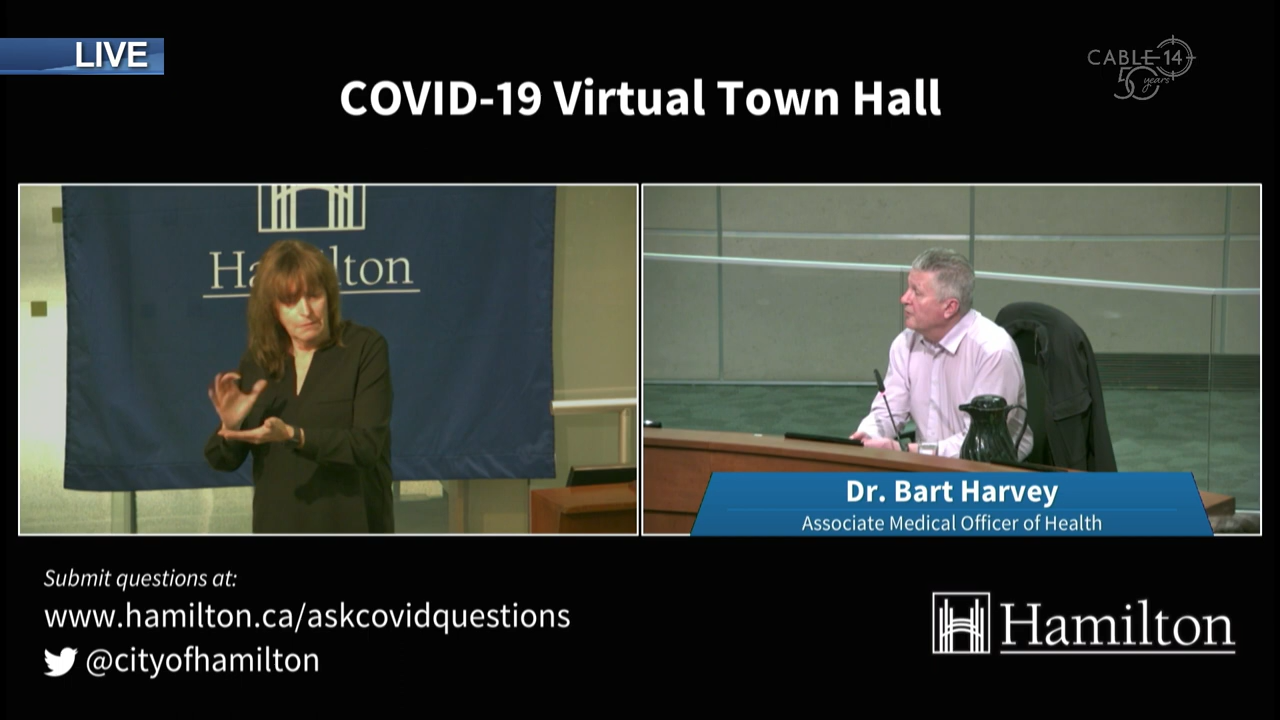 LIVE
CABLE 14
50 years
COVID-19 Virtual Town Hall
Hamilton
Dr. Bart Harvey
Associate Medical Officer of Health
Submit questions at:
www.hamilton.ca/askcovidquestions
@cityofhamilton
Hamilton